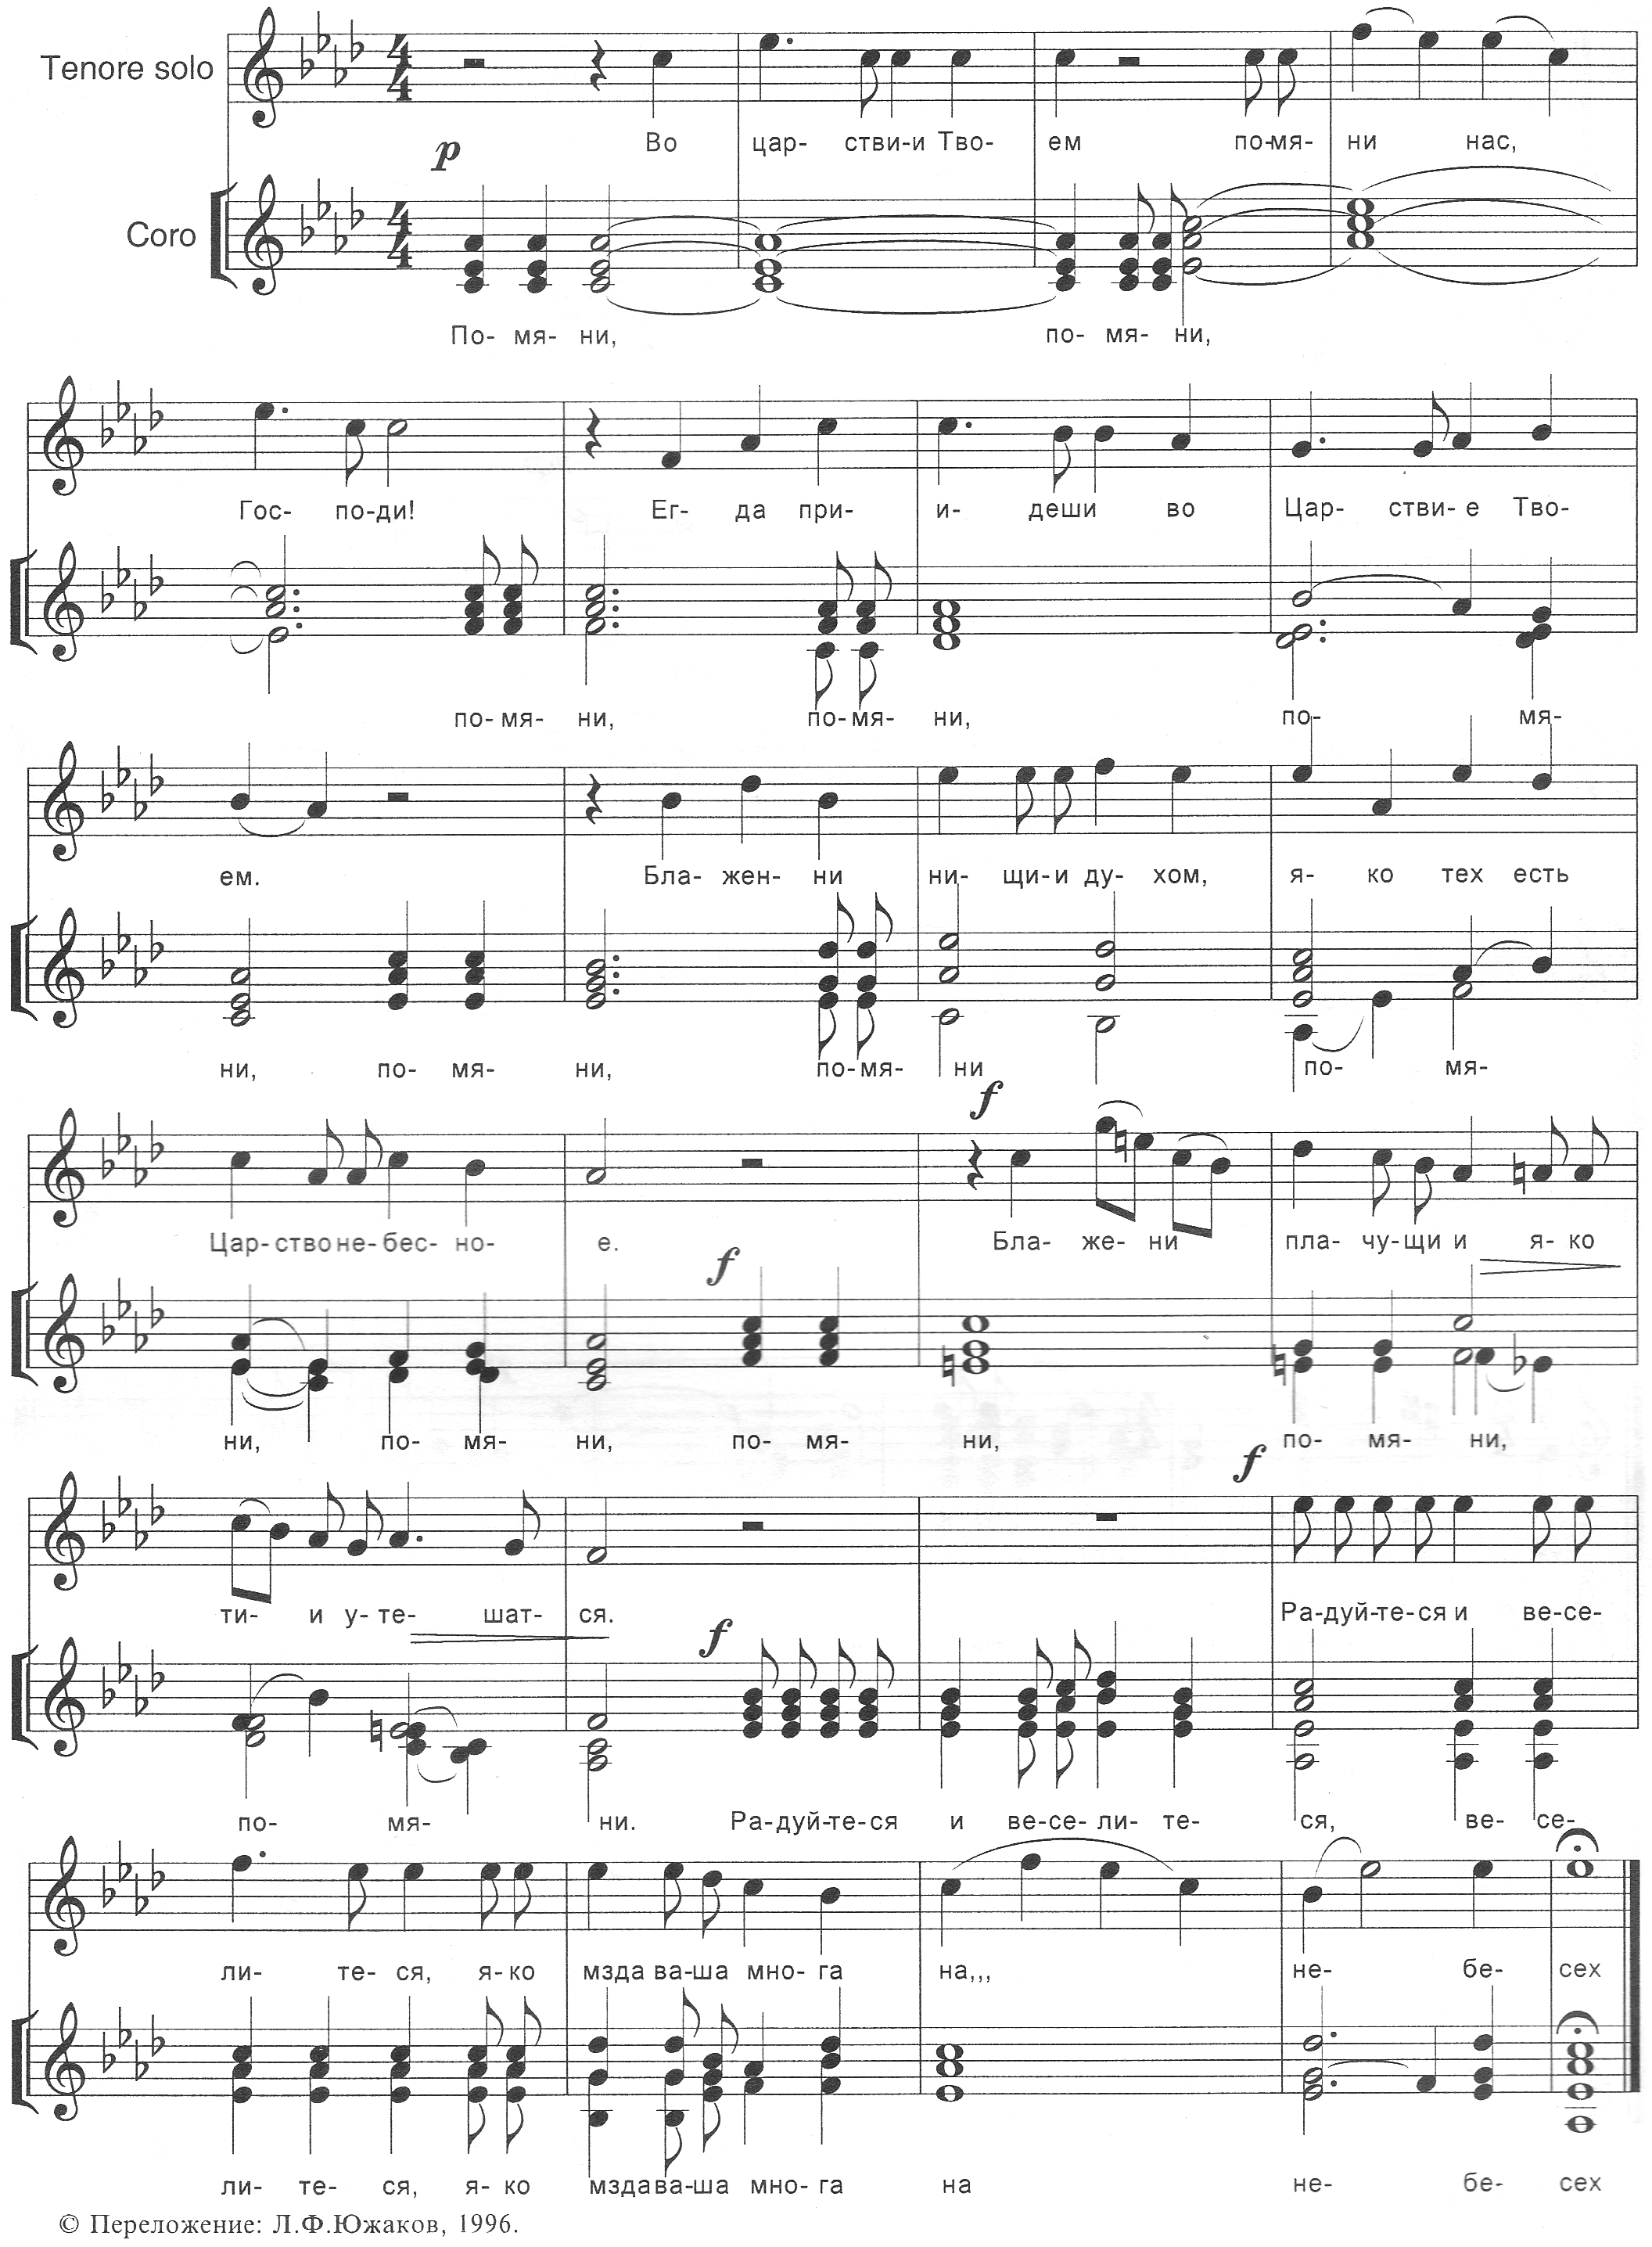 Tenore solo
Во цар- стви-и Тво- ем по-мя- ни нас,
p
Coro
По- мя- ни, по- мя- ни,
Гос- по-ди! Ег- да при- и- деши во Цар- стви- е Тво-
по- мя- ни, по- мя- ни, по- мя-
ем. Бла- жен- ни ни- щи-и ду- хом, я- ко тех есть
ни, по- мя- ни, по-мя- ни по- мя-
f
Цар- ство не- бес- но- е. Бла- же- ни пла- чу-щи и я- ко
f
ни, по- мя- ни, по- мя- ни, по- мя- ни,
f
ти- и у- те- шат- ся. Ра-дуй-те-ся и ве-се-
f
по- мя- ни. Ра-дуй-те-ся и ве-се- ли- те- ся, ве- се-
ли- те- ся, я- ко мзда ва-ша мно- га на,,, не- бе- сех
ли- те- ся, я- ко мзда ва-ша мно- га на не- бе- сех
© Переложение: Л.Ф.Южаков, 1996.